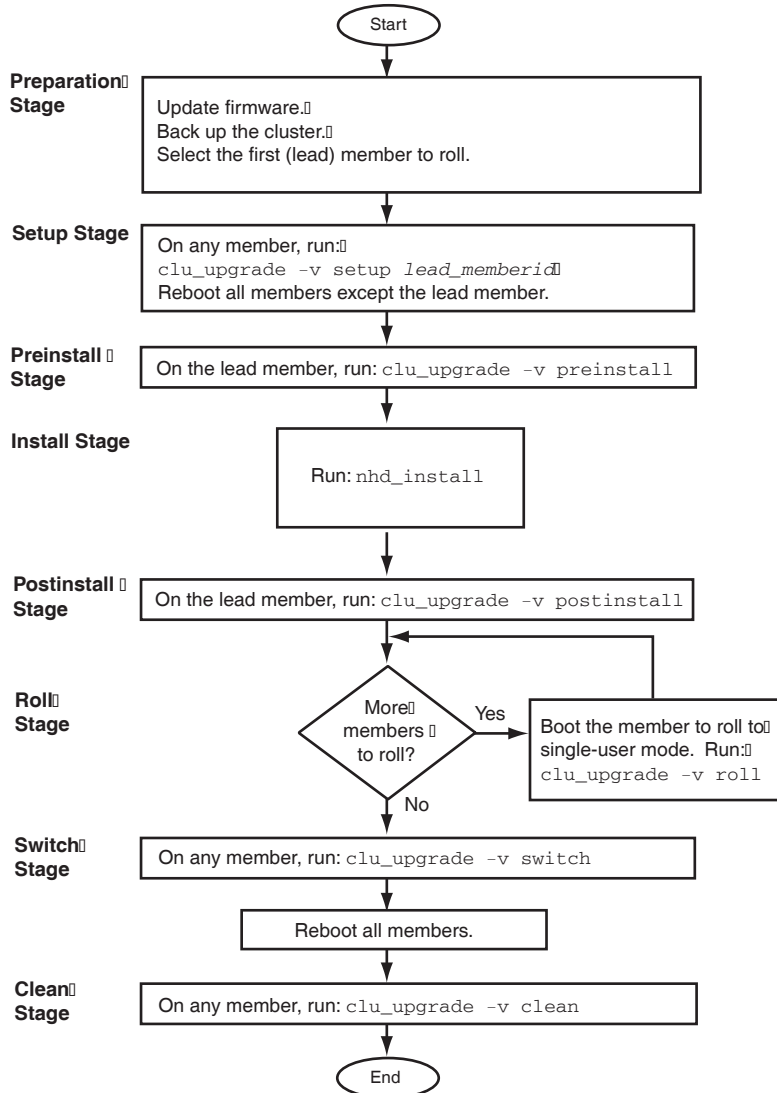 Start
Preparation
Stage
Update firmware.
Back up the cluster.
Select the first (lead) member to roll.
Setup Stage
On any member, run:
clu_upgrade -v setup lead_memberid
Reboot all members except the lead member.
Preinstall
Stage
On the lead member, run: clu_upgrade -v preinstall
Install Stage
Run: nhd_install
Postinstall
Stage
On the lead member, run: clu_upgrade -v postinstall
Roll
Stage
More
members
to roll?
Yes
Boot the member to roll to
single-user mode. Run:
clu_upgrade -v roll
No
Switch
Stage
On any member, run: clu_upgrade -v switch
Reboot all members.
Clean
Stage
On any member, run: clu_upgrade -v clean
End